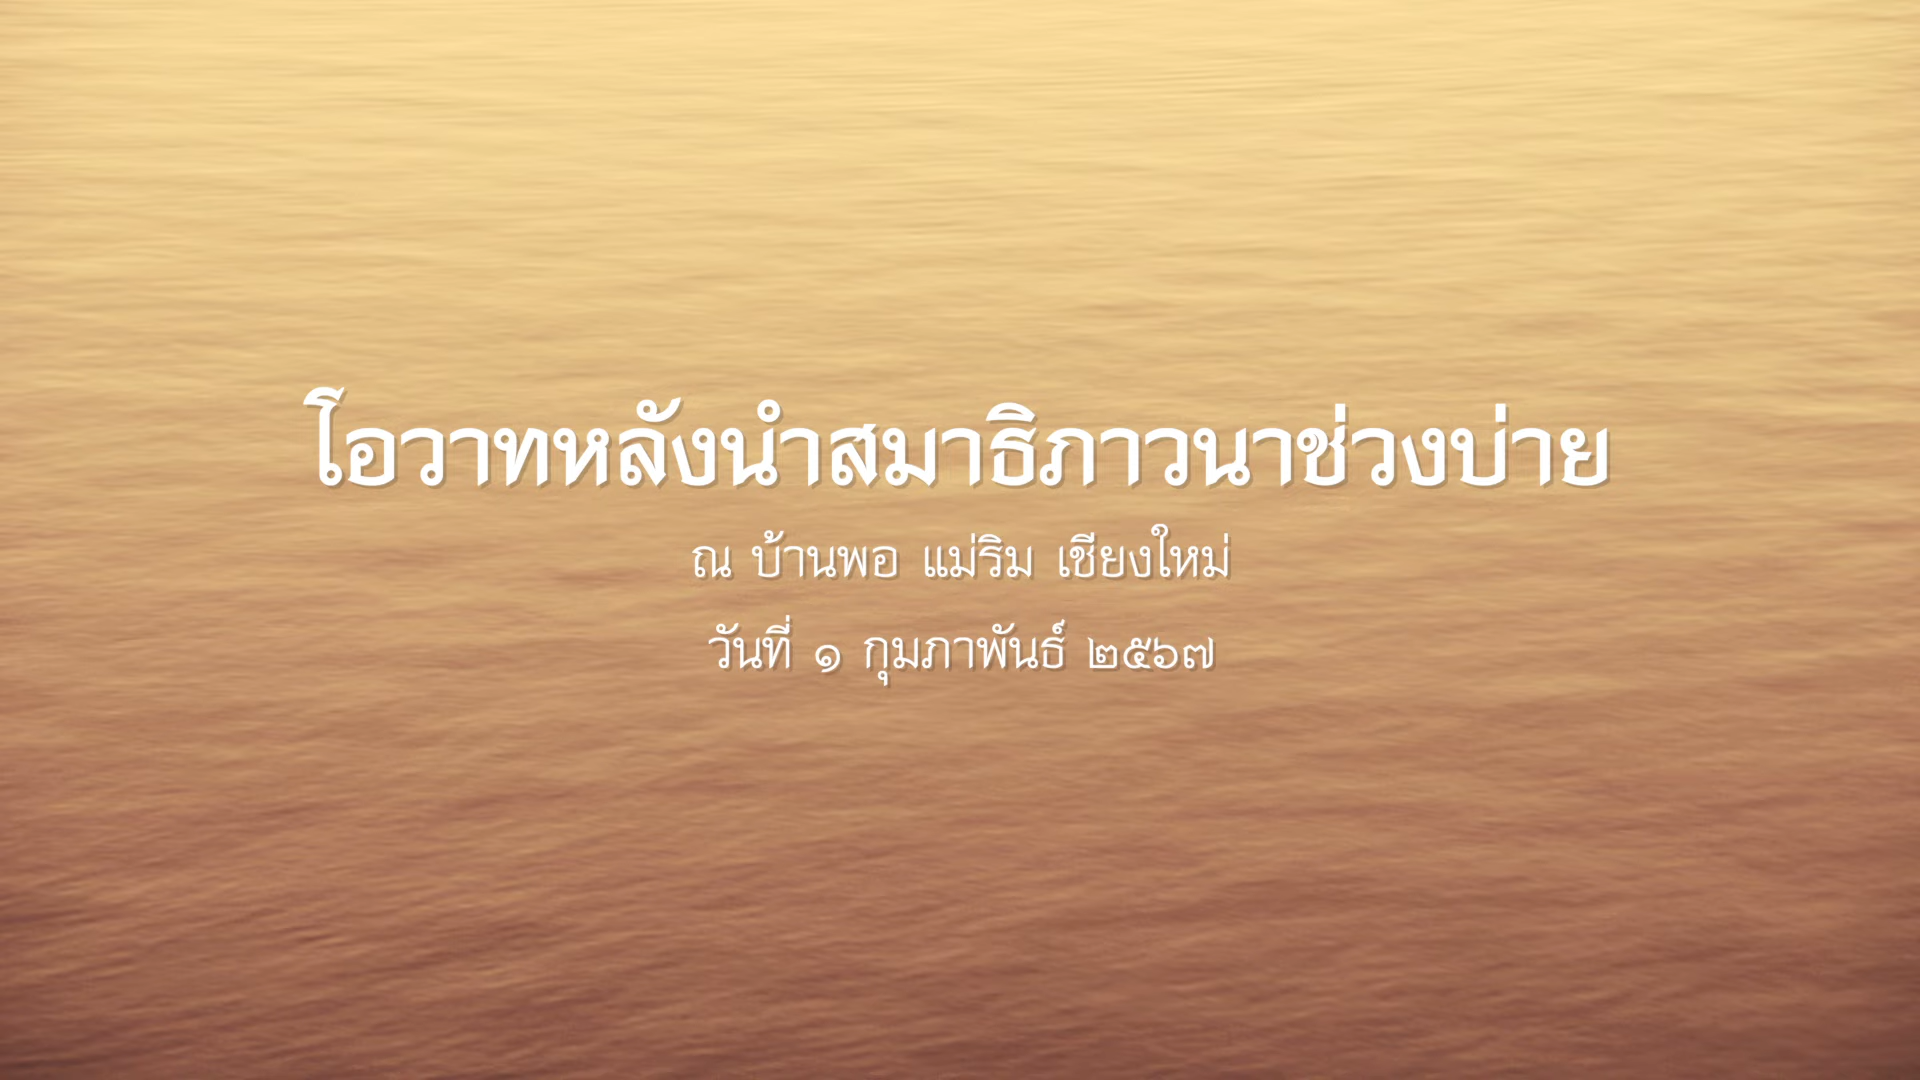 โอวาทหลังนำสมาธิภาวนาช่วงบ่าย
ณ บ้านพอ แม่ริม เชียงใหม่
วันที่ ๑ กุมภาพันธ์ ๒๕๖๗